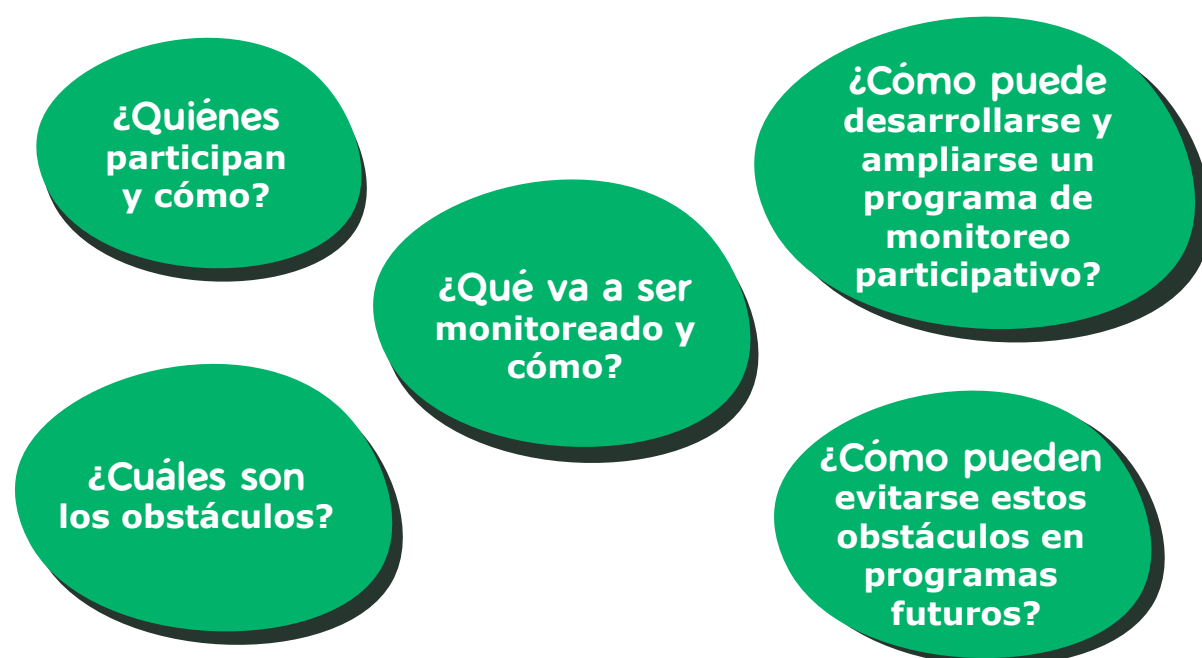 ¿Quiénes
participan
y cómo?
¿Cómo puede
desarrollarse y
ampliarse un
programa de
monitoreo
participativo?
¿Qué va a ser
monitoreado y
cómo?
¿Cuáles son
los obstáculos?
¿Cómo pueden
evitarse estos
obstáculos en
programas
futuros?